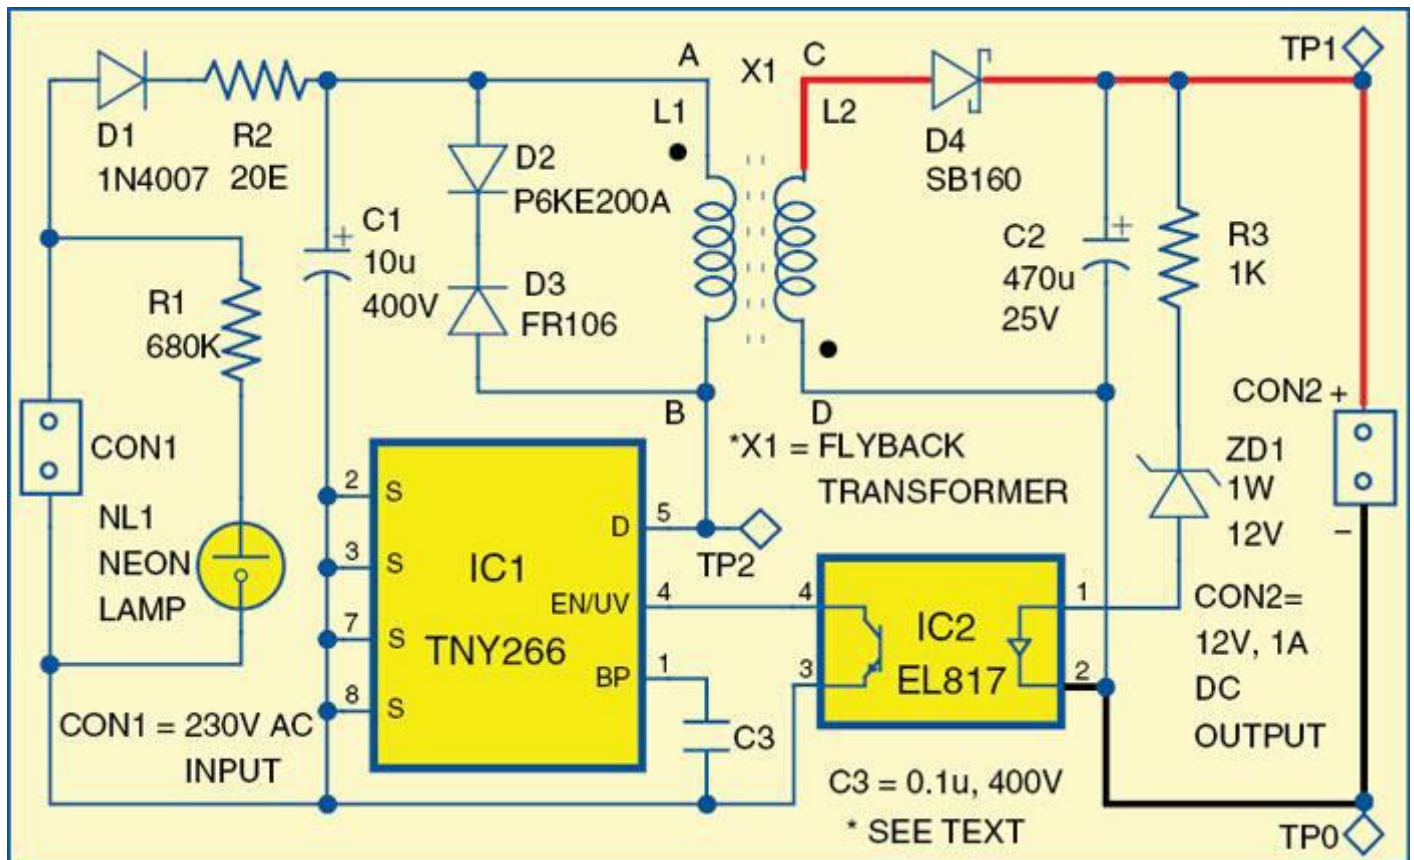 TP1
A
X1
C
L1
L2
D1
1N4007
R2
20E
D2
P6KE200A
D4
SB160
C1
+
10u
400V
D3
FR106
C2
+
470u
25V
R3
1K
R1
680K
CON1
B
D
*X1 = FLYBACK
TRANSFORMER
CON2 +
−
ZD1
1W
12V
NL1
NEON
LAMP
2 S
3 S
7 S
8 S
IC1
TNY266
D 5
EN/UV 4
BP 1
TP2
4
3
IC2
EL817
1
2
CON2=
12V, 1A
DC
OUTPUT
C3
CON1 = 230V AC
INPUT
C3 = 0.1u, 400V
* SEE TEXT
TP0